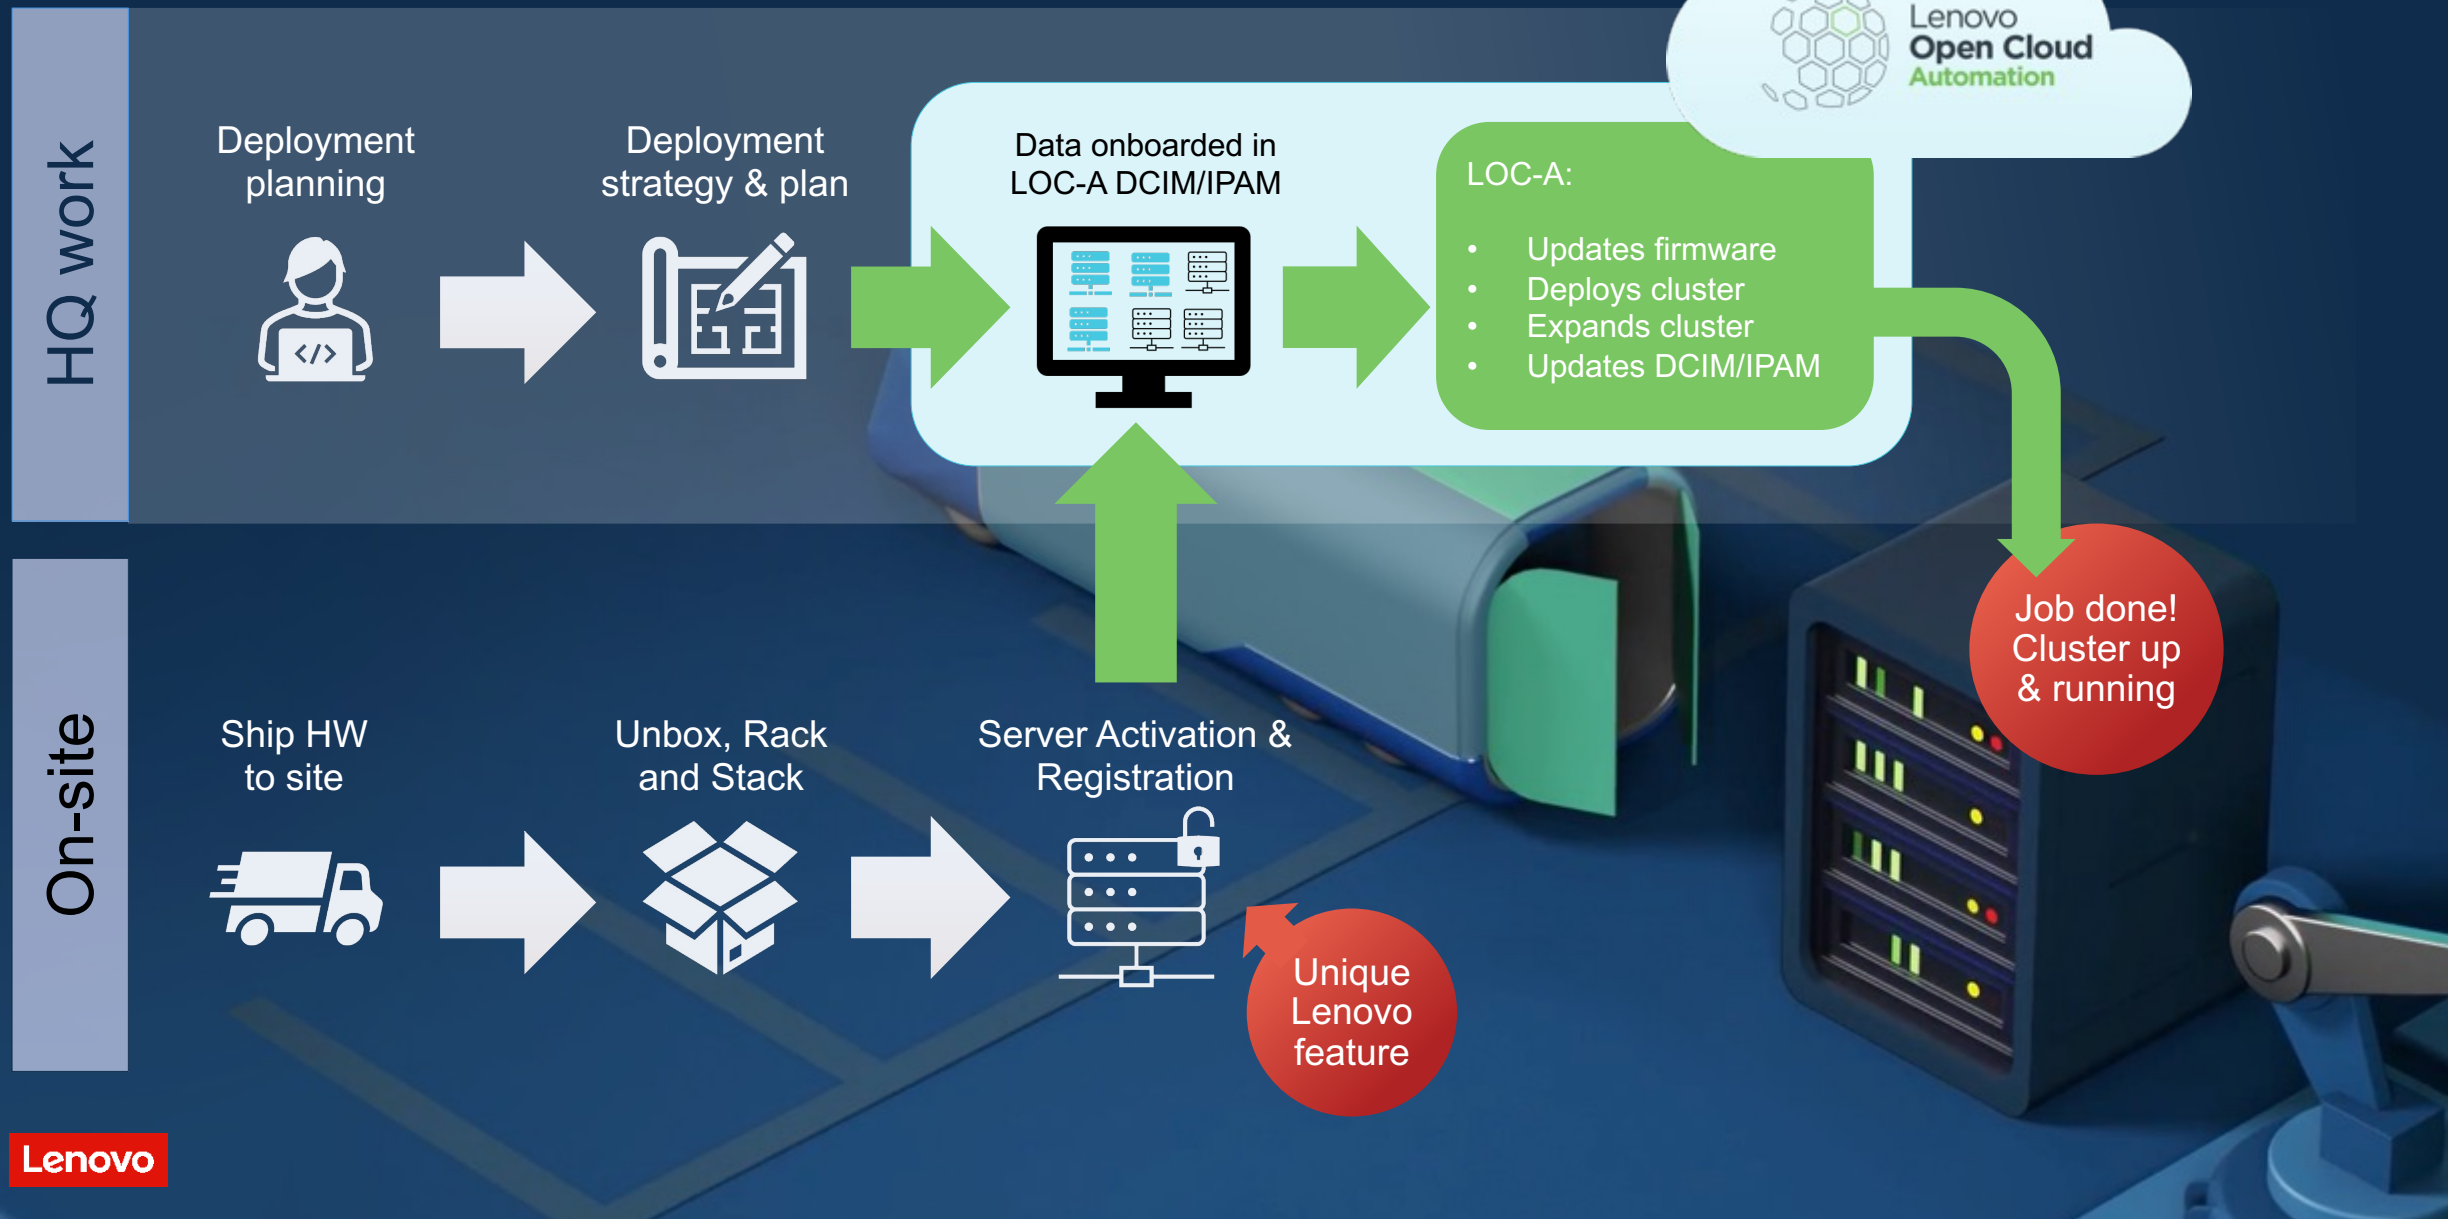 Lenovo
Open Cloud
Automation
HQ work
Deployment
planning
Deployment
strategy & plan
Data onboarded in
LOC-A DCIM/IPAM
LOC-A:
• Updates firmware
• Deploys cluster
• Expands cluster
• Updates DCIM/IPAM
</>
Job done!
Cluster up
& running
On-site
Ship HW
to site
Unbox, Rack
and Stack
Server Activation &
Registration
Unique
Lenovo
feature
Lenovo